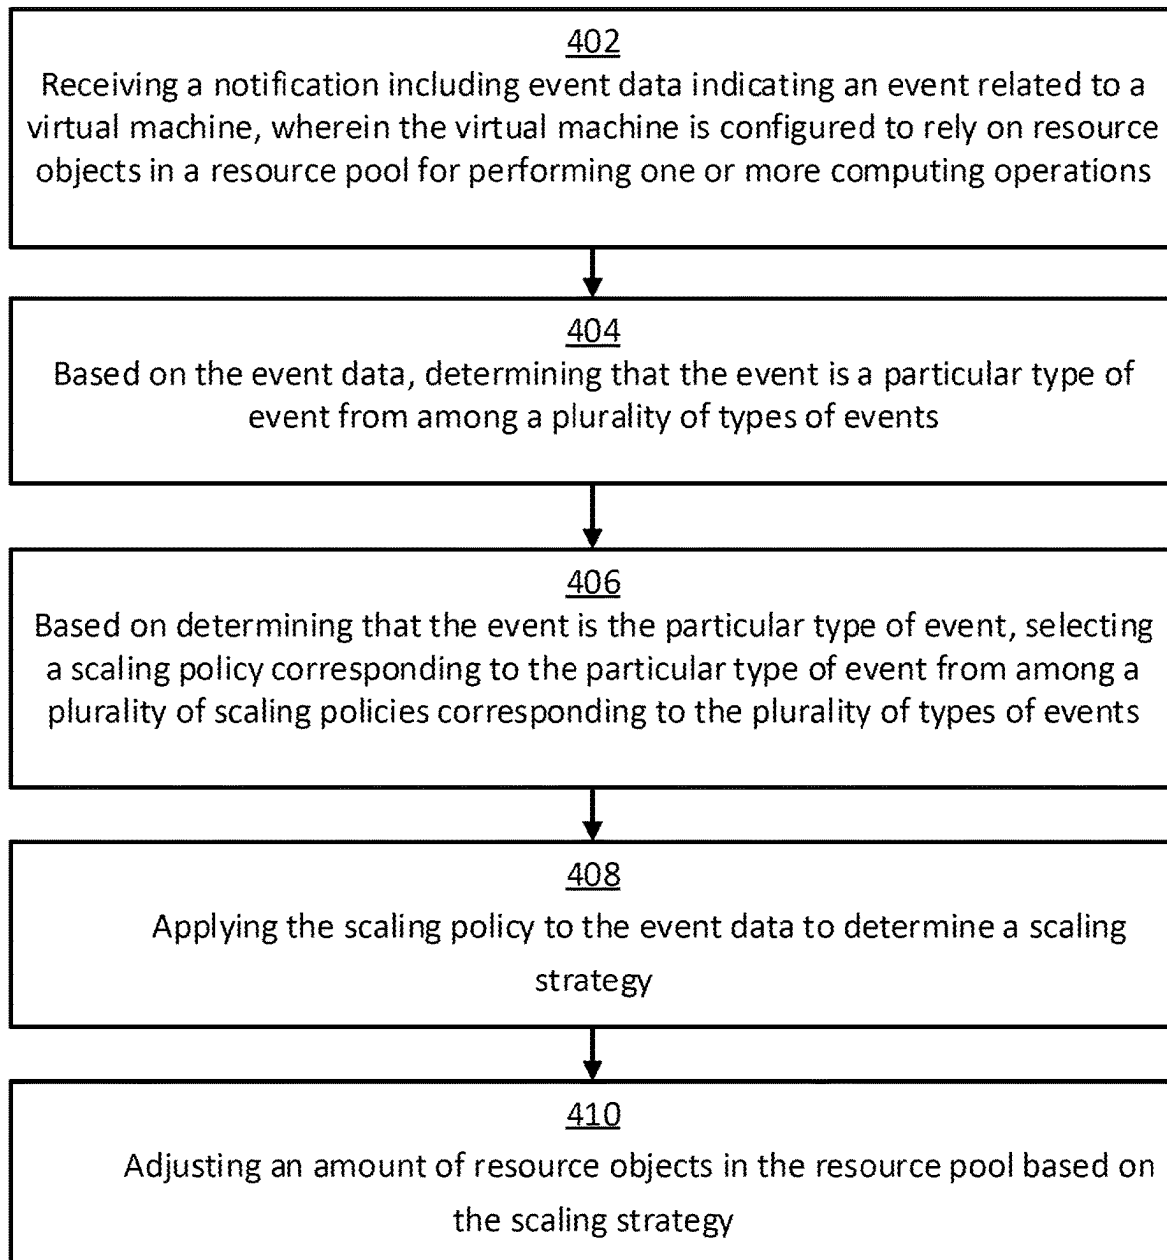 402
Receiving a notification including event data indicating an event related to a
virtual machine, wherein the virtual machine is configured to rely on resource
objects in a resource pool for performing one or more computing operations
404
Based on the event data, determining that the event is a particular type of
event from among a plurality of types of events
406
Based on determining that the event is the particular type of event, selecting
a scaling policy corresponding to the particular type of event from among a
plurality of scaling policies corresponding to the plurality of types of events
408
Applying the scaling policy to the event data to determine a scaling
strategy
410
Adjusting an amount of resource objects in the resource pool based on
the scaling strategy